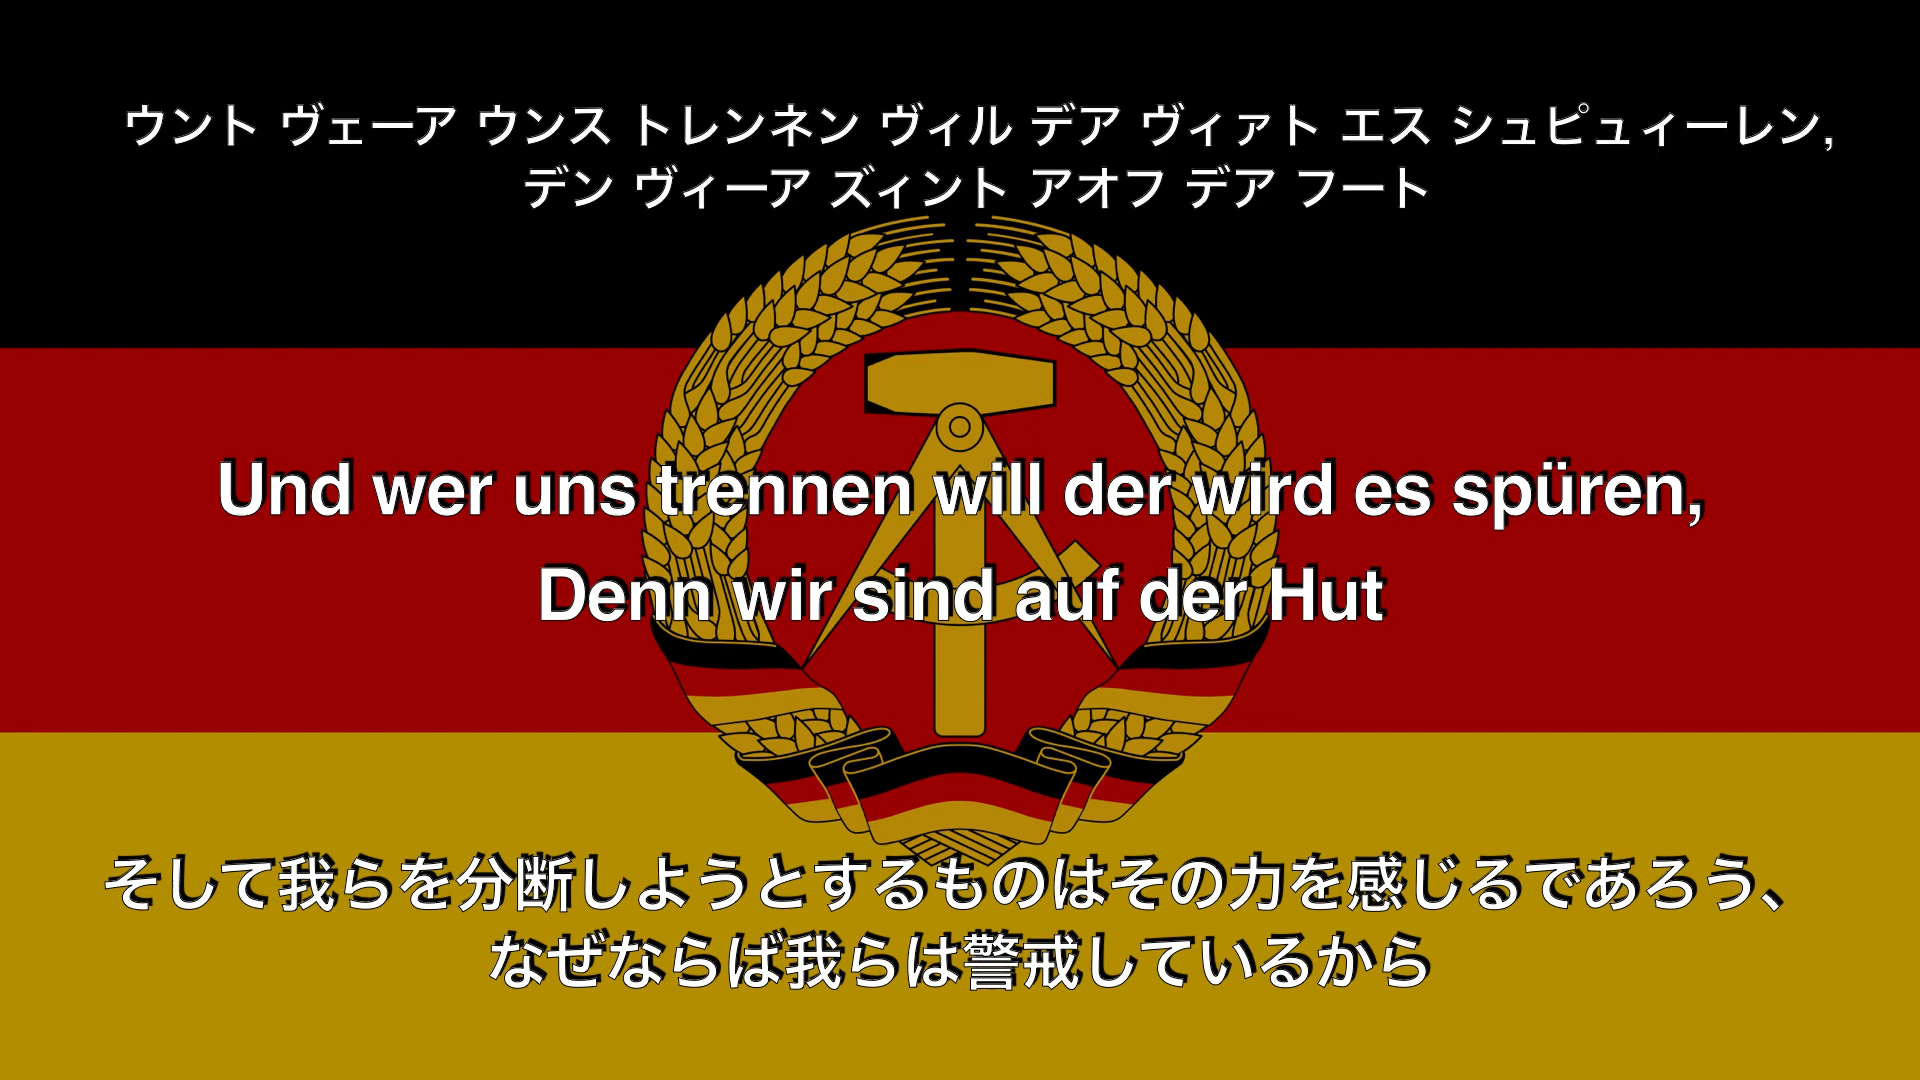 ウント ヴェーア ウンス トレンネン ヴィル デア ヴィァト エス シュピュィーレン,
デン ヴィーア ズィント アオフ デア フート
Und wer uns trennen will der wird es spüren,
Denn wir sind auf der Hut
そして我らを分断しようとするものはその力を感じるであろう、
なぜならば我らは警戒しているから